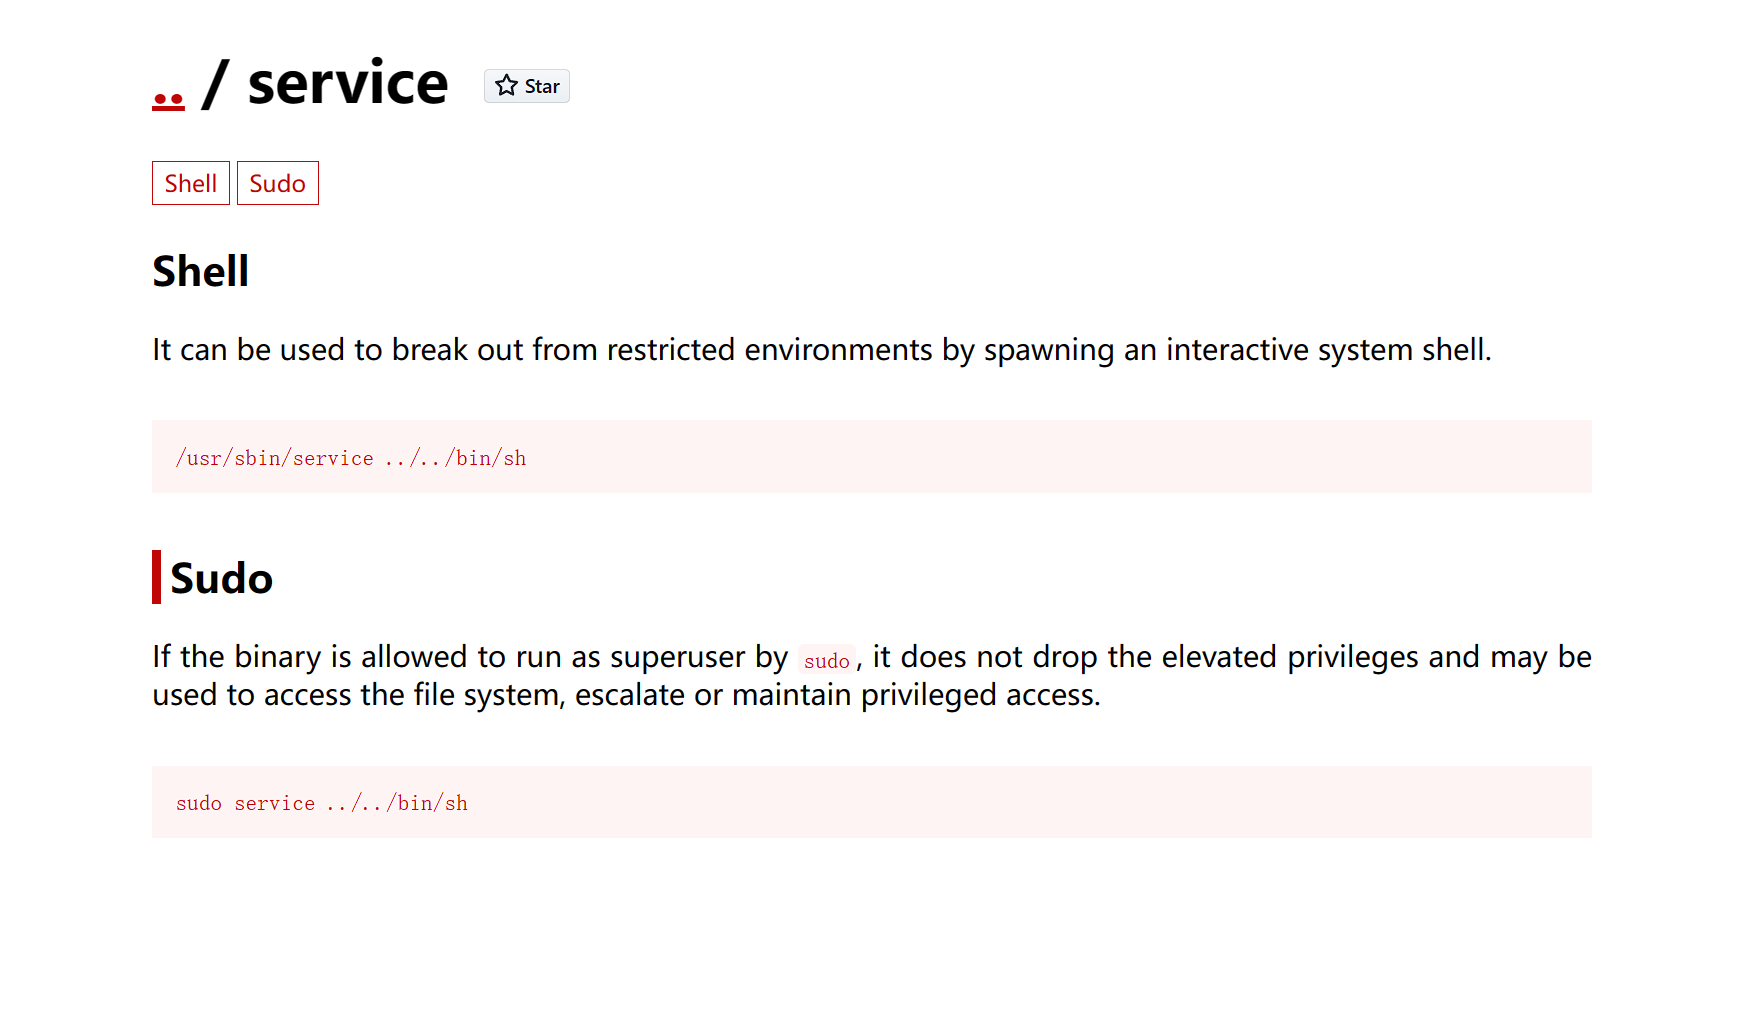 .. / service Star
Shell Sudo
Shell
It can be used to break out from restricted environments by spawning an interactive system shell.
/usr/sbin/service ../../bin/sh
Sudo
If the binary is allowed to run as superuser by sudo, it does not drop the elevated privileges and may be
used to access the file system, escalate or maintain privileged access.
sudo service ../../bin/sh